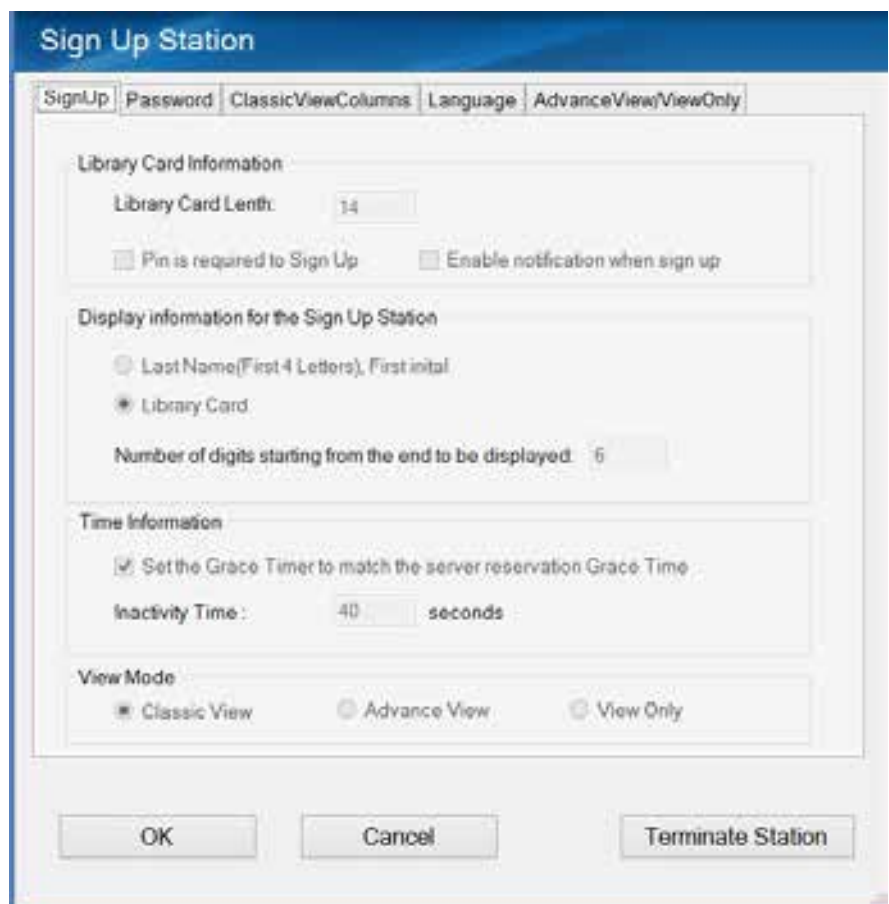 Sign Up Station
SignUp Password ClassicViewColumns Language AdvanceView/ViewOnly
Library Card Information
Library Card Lenth: 14
Pin is required to Sign Up Enable notification when sign up
Display information for the Sign Up Station
Last Name(First 4 Letters), First inital
Library Card
Number of digits starting from the end to be displayed 6
Time Information
Set the Grace Timer to match the server reservation Grace Time
Inactivity Time : 40 seconds
View Mode
Classic View Advance View View Only
OK Cancel Terminate Station